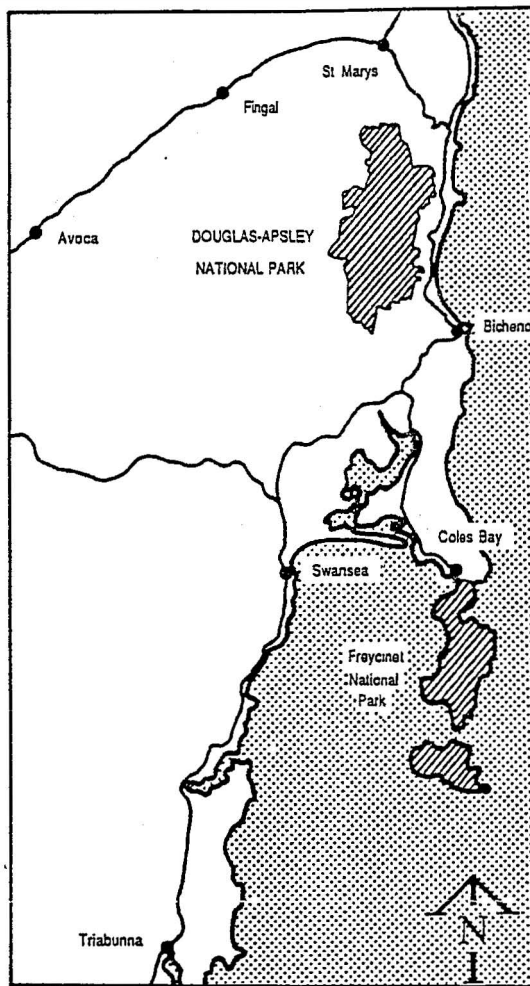 St Marys
Fingal
Avoca
DOUGLAS-APSLEY
NATIONAL PARK
Bicheno
Coles Bay
Swansea
Freycinet
National
Park
Triabunna
N